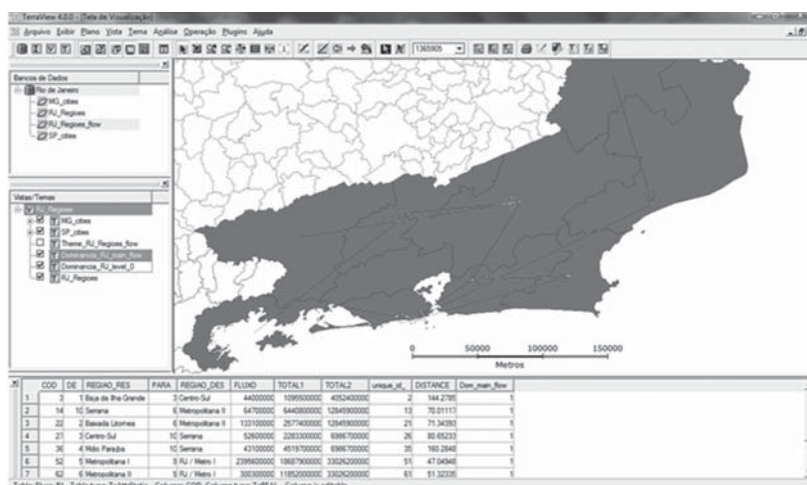 TerraView 4.0.0 - [Tela de Visualização]
Arquivo Exibir Plano Vista Tema Análise Operação Plugins Ajuda
1365905
Bancos de Dados
Rio de Janeiro
MG_cities
RJ_Regioes
RJ_Regioes_flow
SP_cities
Vistas/Temas
RJ_Regioes
MG_cities
SP_cities
Theme_RJ_Regioes_flow
Dominancia_RJ_main_flow
Dominancia_RJ_level_0
RJ_Regioes
0 50000 100000 150000
Metros
COD DE REGIAO_RES PARA REGIAO_DES FLUXO TOTAL1 TOTAL2 unique_id_ DISTANCE Dom_main_flow
1 3 1 Baia da Ilha Grande 3 Centro-Sul 44000000 1095500000 4052400000 2 144.2785 1
2 14 10 Serrana 6 Metropolitana II 64700000 6440800000 12845900000 13 70.01117 1
3 22 2 Baixada Litornea 6 Metropolitana II 133100000 2577400000 12845900000 21 71.34393 1
4 27 3 Centro-Sul 10 Serrana 52600000 2283300000 6986700000 26 80.65233 1
5 36 4 Mdio Paraba 10 Serrana 43100000 4519700000 6986700000 35 160.2848 1
6 52 5 Metropolitana I 9 RJ / Metro I 2395600000 18687900000 33026200000 51 47.04948 1
7 62 6 Metropolitana II 9 RJ / Metro I 300300000 11852000000 33026200000 61 51.32335 1